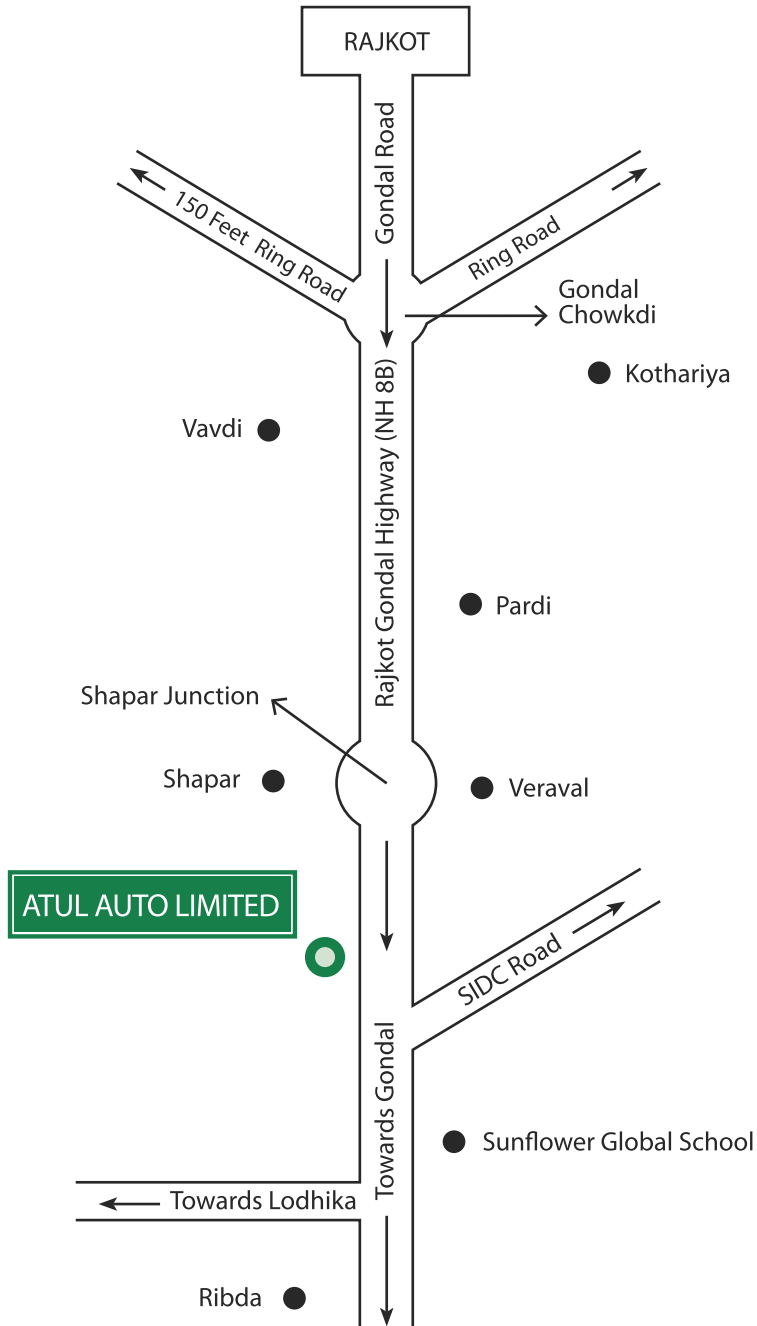 RAJKOT
Gondal Road
150 Feet Ring Road
Ring Road
Gondal
Chowkdi
Kothariya
Vavdi
Rajkot Gondal Highway (NH 8B)
Pardi
Shapar Junction
Shapar
Veraval
ATUL AUTO LIMITED
SIDC Road
Towards Gondal
Sunflower Global School
Towards Lodhika
Ribda